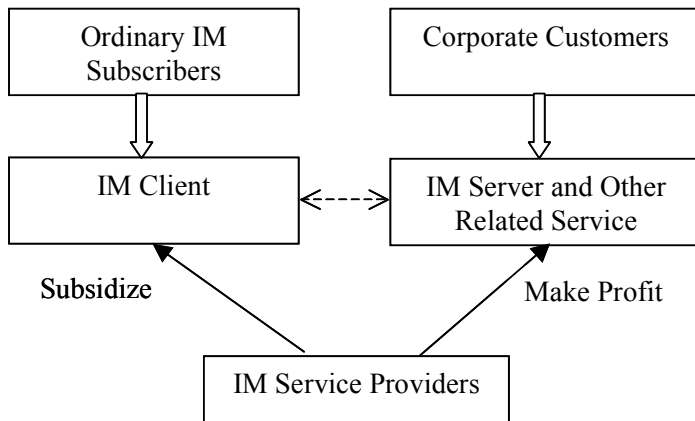 Ordinary IM
Subscribers
Corporate Customers
IM Client
IM Server and Other
Related Service
Subsidize
Make Profit
IM Service Providers